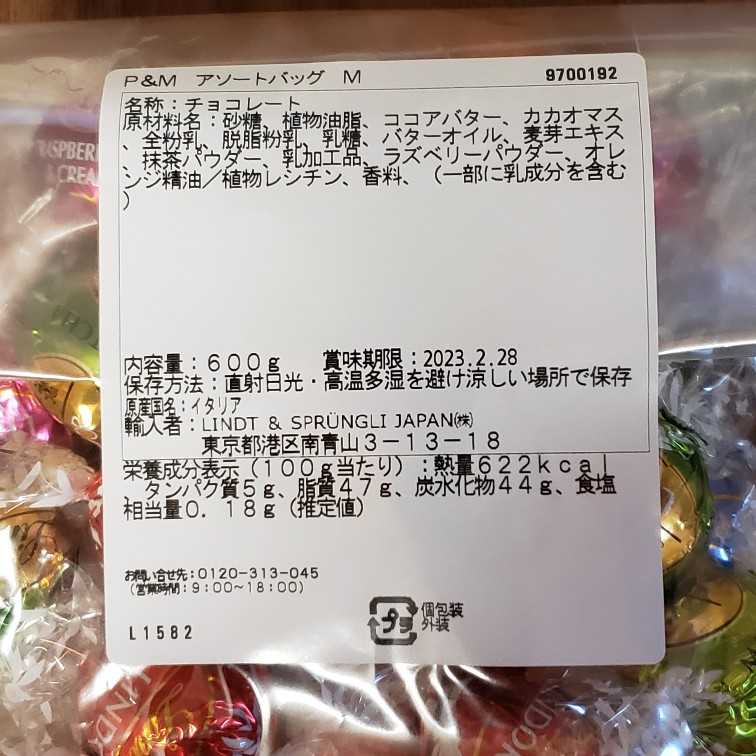 P&M アソートバッグ M 9700192
名称：チョコレート
原材料名：砂糖、植物油脂、ココアバター、カカオマス
、全粉乳、脱脂粉乳、乳糖、バターオイル、麦芽エキス
、抹茶パウダー、乳加工品、ラズベリーパウダー、オレ
ンジ精油／植物レシチン、香料、（一部に乳成分を含む
）
RASPBER
& CREA
内容量：６００ｇ 賞味期限：2023.2.28
保存方法：直射日光・高温多湿を避け涼しい場所で保存
原産国名：イタリア
輸入者：LINDT & SPRÜNGLI JAPAN㈱
東京都港区南青山３－１３－１８
栄養成分表示（１００ｇ当たり）：熱量６２２ｋｃａｌ
、タンパク質５ｇ、脂質４７ｇ、炭水化物４４ｇ、食塩
相当量０．１８ｇ（推定値）
お問い合せ先：0120-313-045
（営業時間：9:00～18:00）
L1582
プラ
個包装
外装